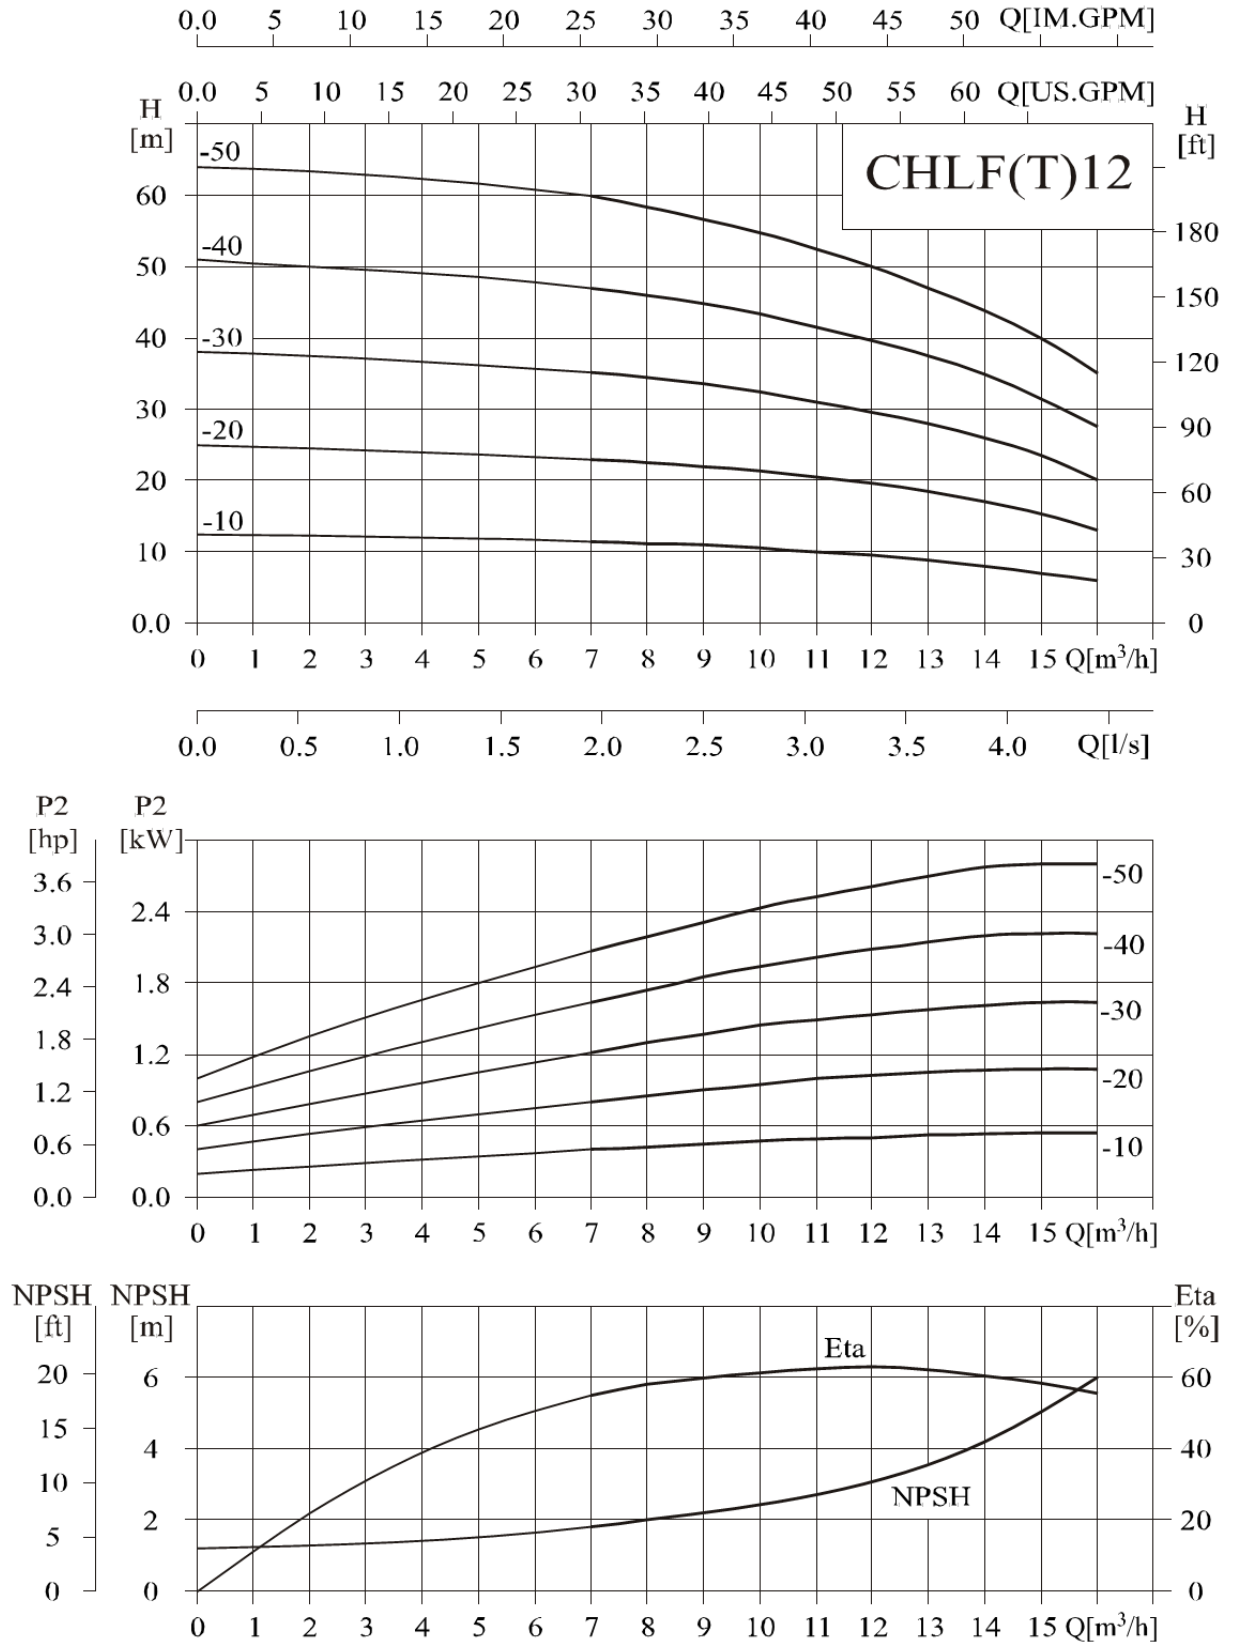 0.0 5 10 15 20 25 30 35 40 45 50 Q[IM.GPM]
0.0 5 10 15 20 25 30 35 40 45 50 55 60 Q[US.GPM]
H
[m]
H
[ft]
CHLF(T)12
-50
60
180
-40
50
150
-30
40
120
30
90
-20
20
60
-10
10
30
0.0
0
0 1 2 3 4 5 6 7 8 9 10 11 12 13 14 15 Q[m³/h]
0.0 0.5 1.0 1.5 2.0 2.5 3.0 3.5 4.0 Q[l/s]
P2
[hp]
P2
[kW]
3.6
-50
2.4
3.0
-40
2.4
1.8
-30
1.8
1.2
1.2
-20
0.6
0.6
-10
0.0
0.0
0 1 2 3 4 5 6 7 8 9 10 11 12 13 14 15 Q[m³/h]
NPSH
[ft]
NPSH
[m]
Eta
[%]
Eta
20
6
60
15
4
40
10
NPSH
5
2
20
0
0
0
0 1 2 3 4 5 6 7 8 9 10 11 12 13 14 15 Q[m³/h]